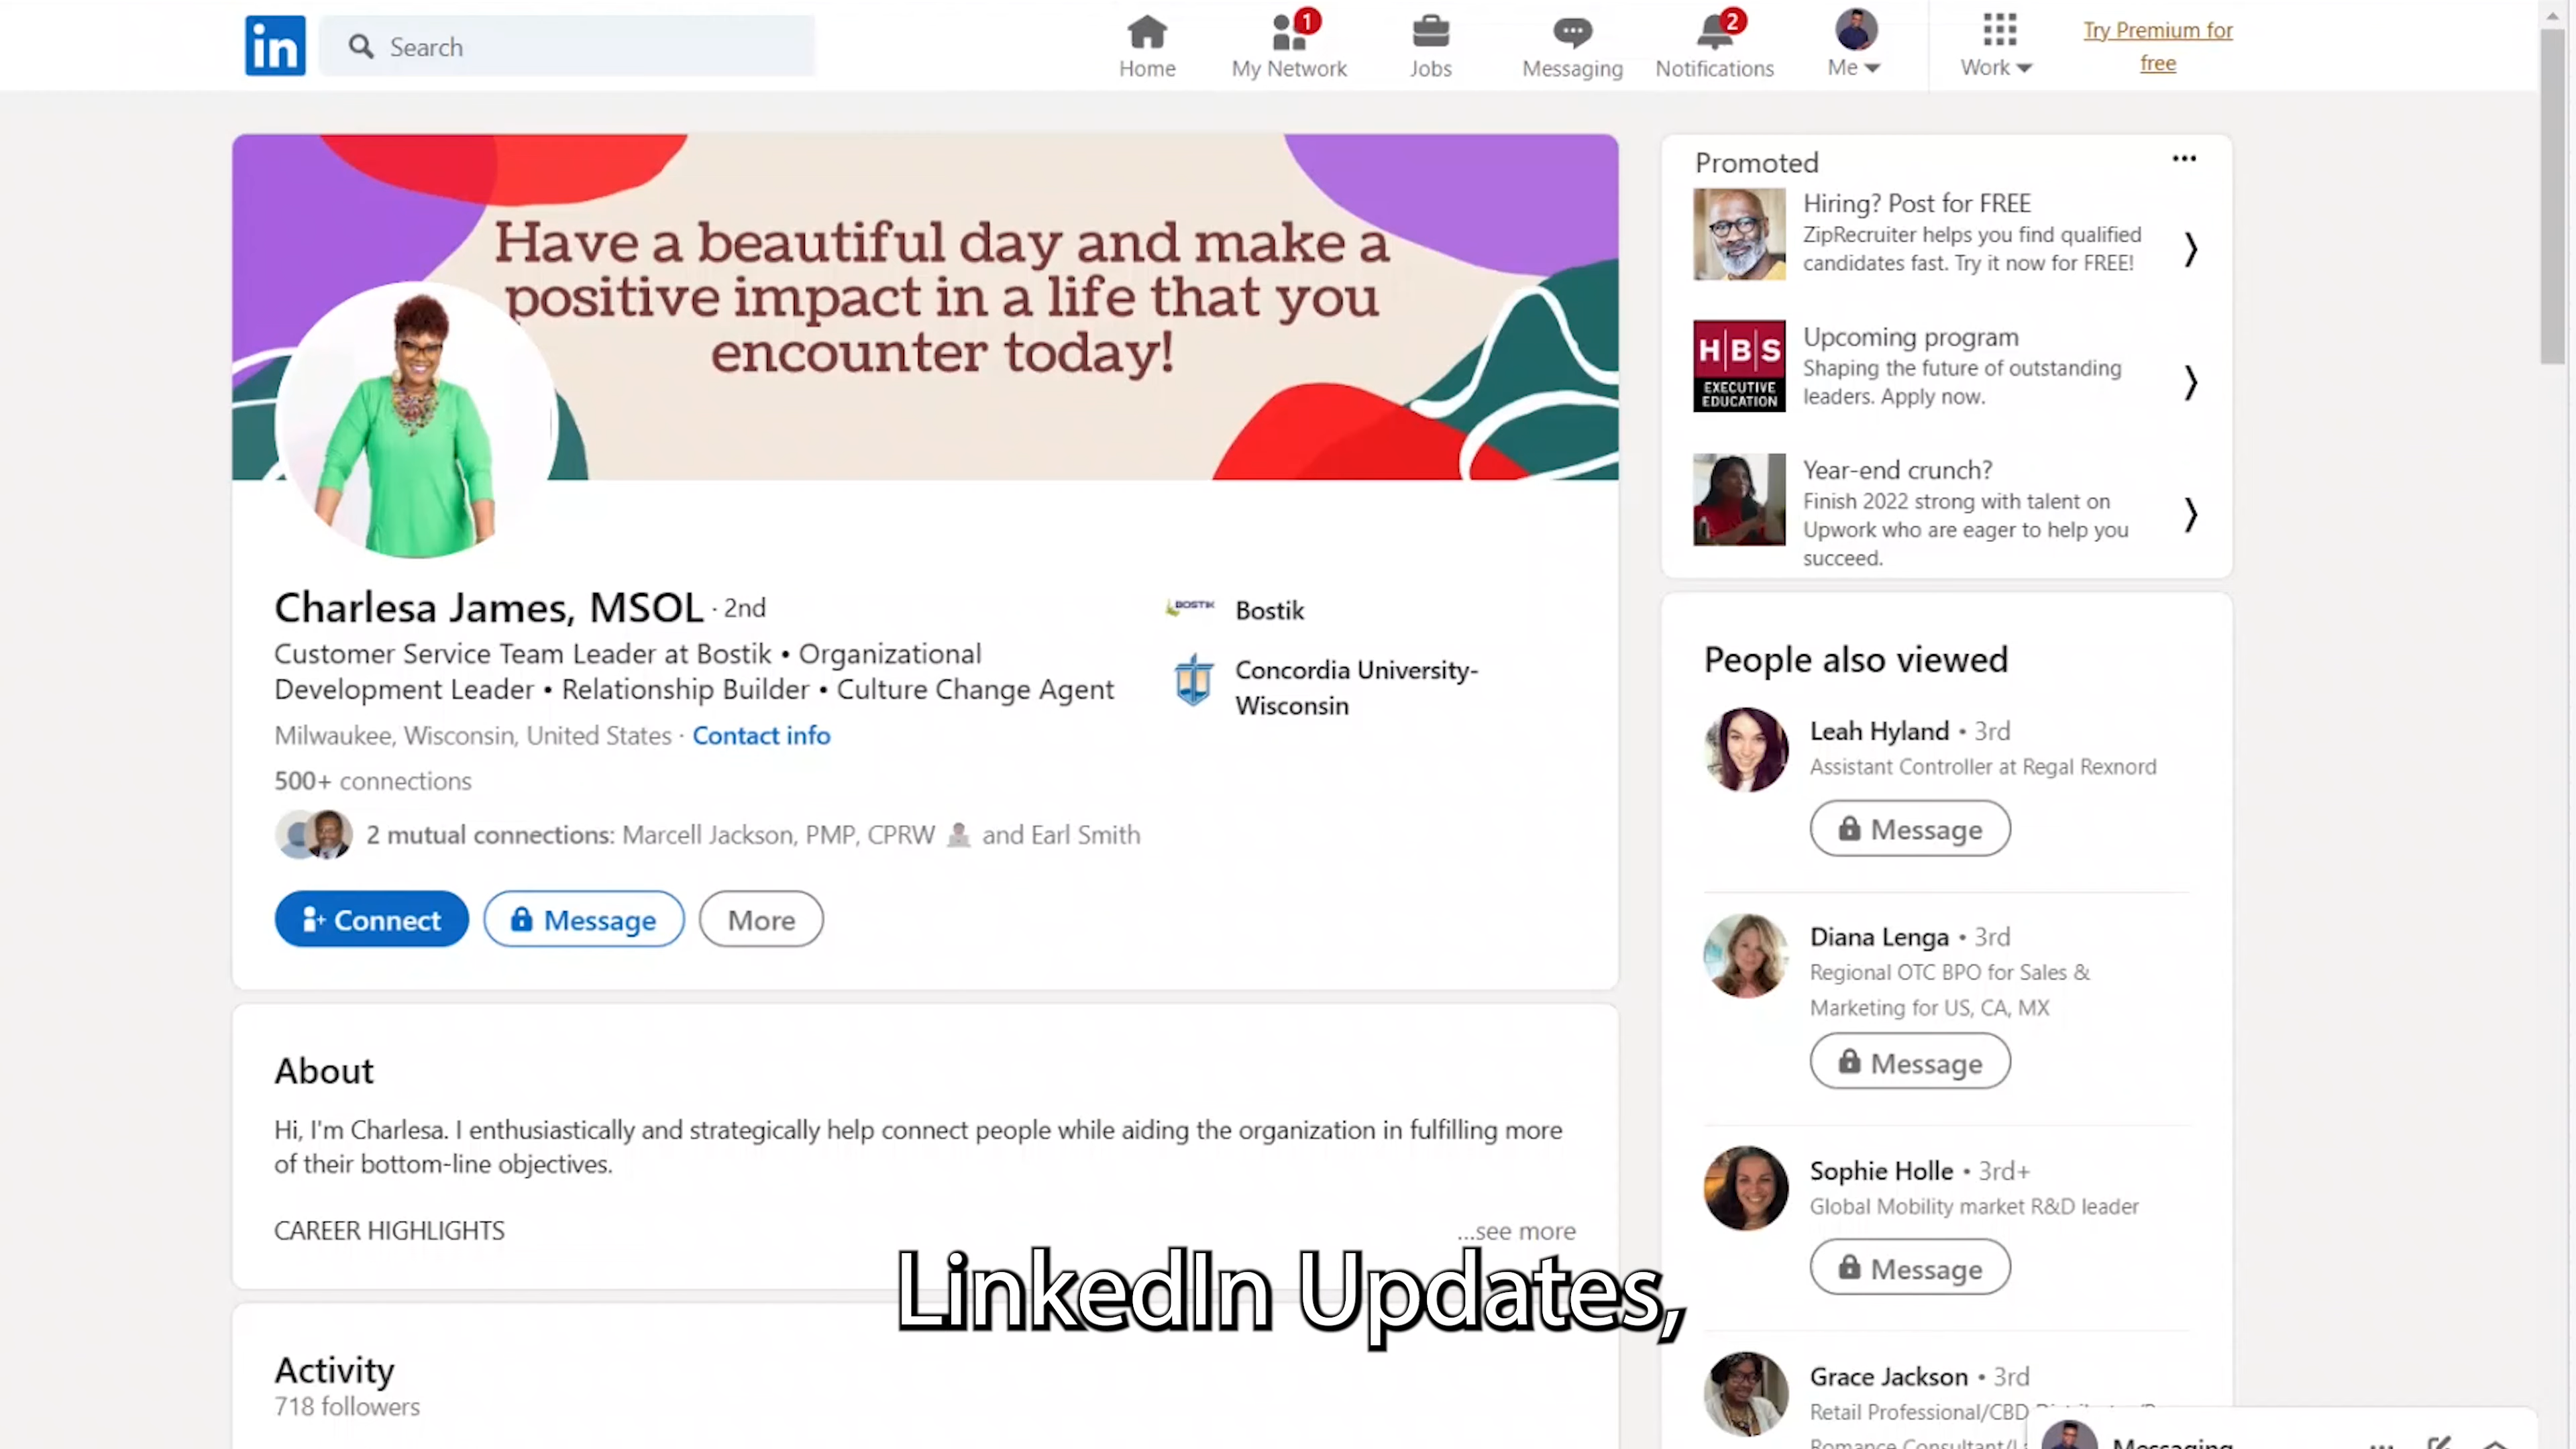 in
Search
1
Home
My Network
Jobs
Messaging
2
Notifications
Me
Work
Try Premium for
free
Have a beautiful day and make a
positive impact in a life that you
encounter today!
Charlesa James, MSOL · 2nd
Customer Service Team Leader at Bostik • Organizational
Development Leader • Relationship Builder • Culture Change Agent
Milwaukee, Wisconsin, United States · Contact info
500+ connections
2 mutual connections: Marcell Jackson, PMP, CPRW and Earl Smith
Connect
Message
More
BOSTIK
Bostik
Concordia University-
Wisconsin
About
Hi, I'm Charlesa. I enthusiastically and strategically help connect people while aiding the organization in fulfilling more
of their bottom-line objectives.
CAREER HIGHLIGHTS
...see more
LinkedIn Updates,
Activity
718 followers
Promoted
Hiring? Post for FREE
ZipRecruiter helps you find qualified
candidates fast. Try it now for FREE!
H|B|S
EXECUTIVE
EDUCATION
Upcoming program
Shaping the future of outstanding
leaders. Apply now.
Year-end crunch?
Finish 2022 strong with talent on
Upwork who are eager to help you
succeed.
People also viewed
Leah Hyland • 3rd
Assistant Controller at Regal Rexnord
Message
Diana Lenga • 3rd
Regional OTC BPO for Sales &
Marketing for US, CA, MX
Message
Sophie Holle • 3rd+
Global Mobility market R&D leader
Message
Grace Jackson • 3rd
Retail Professional/CBD
Romance Consultant/
Messaging